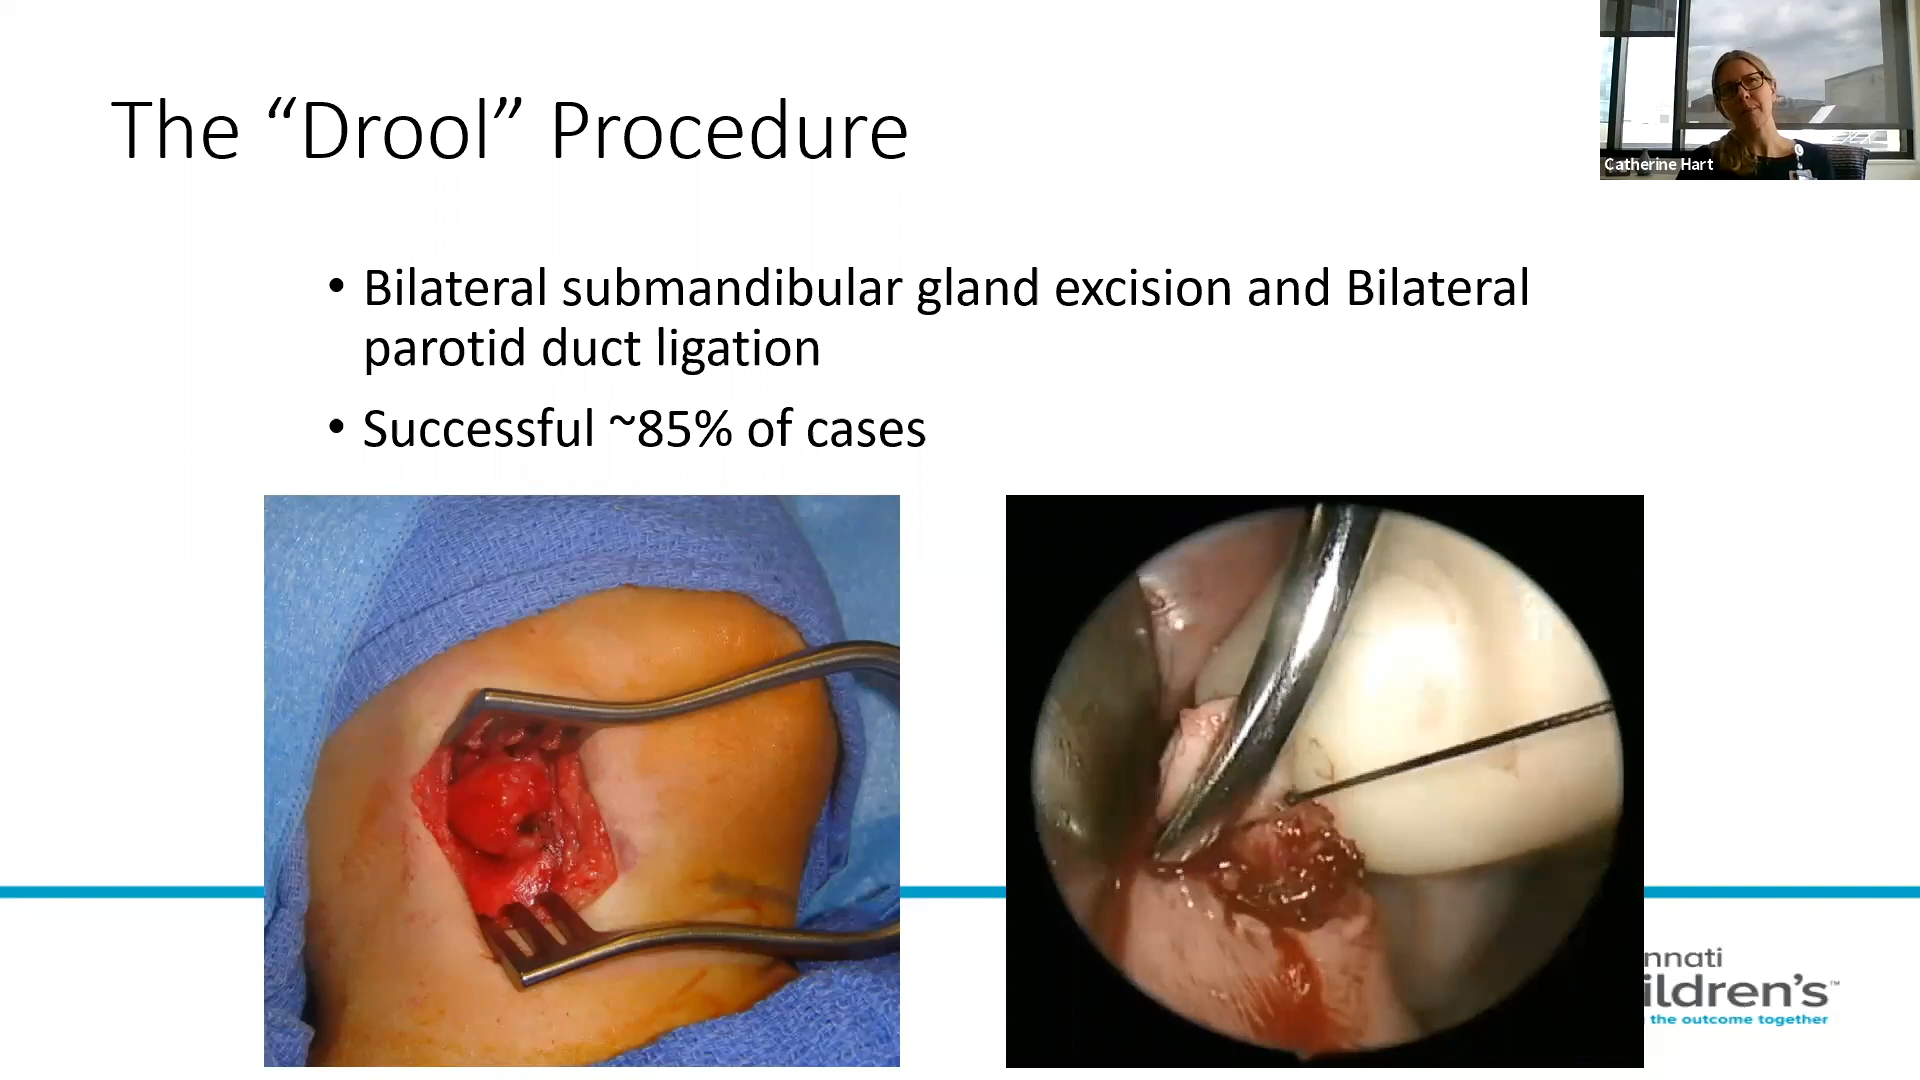 The “Drool” Procedure
Catherine Hart
• Bilateral submandibular gland excision and Bilateral
parotid duct ligation
• Successful ~85% of cases
nnati
ildren’s™
the outcome together